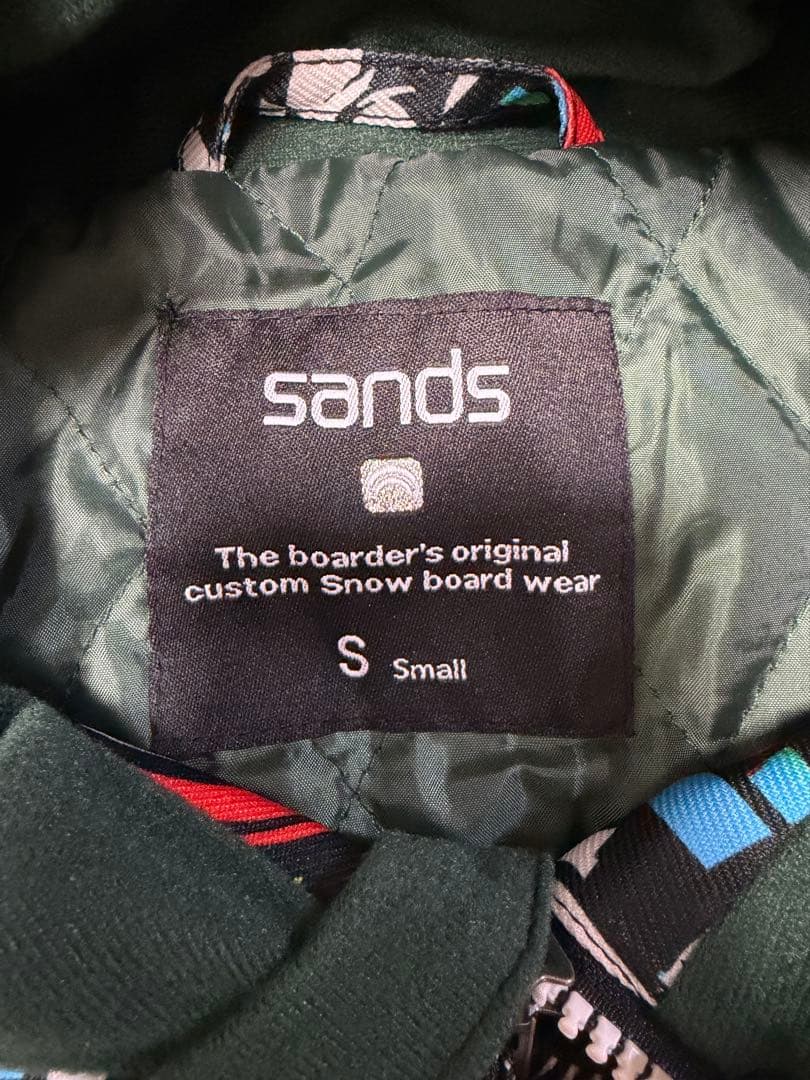 sands
The boarder's original
custom Snow board wear
S Small